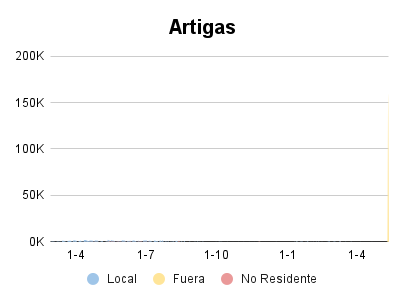 Artigas
200K
150K
100K
50K
0K
1-4 1-7 1-10 1-1 1-4
Local Fuera No Residente